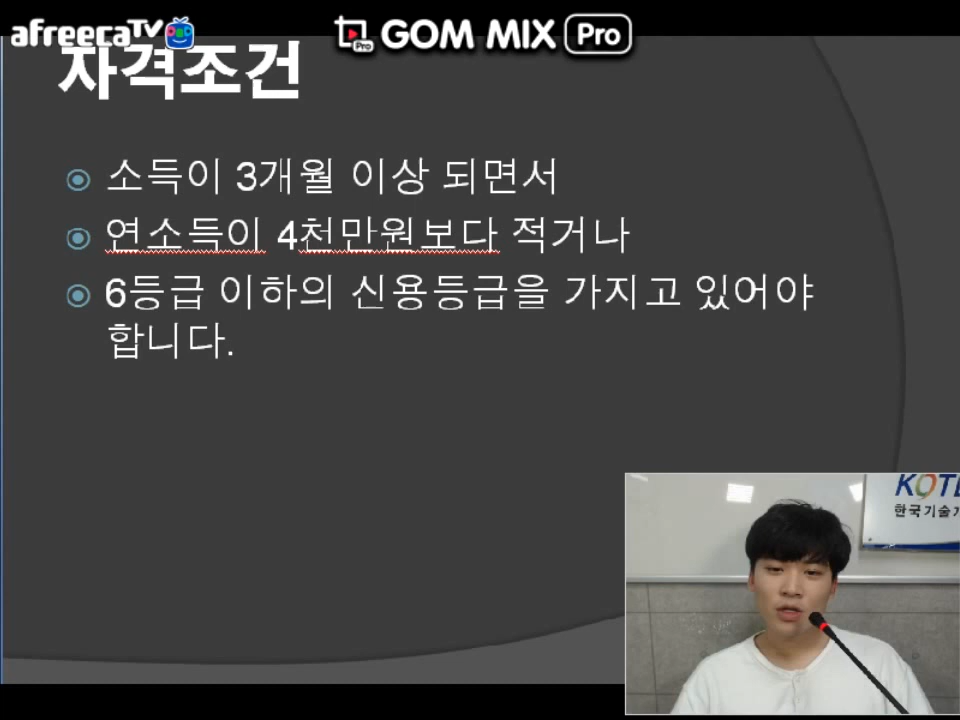 afreecaTV
GOM MIX Pro
Pro
자격조건
소득이 3개월 이상 되면서
연소득이 4천만원보다 적거나
6등급 이하의 신용등급을 가지고 있어야
합니다.
한국기술